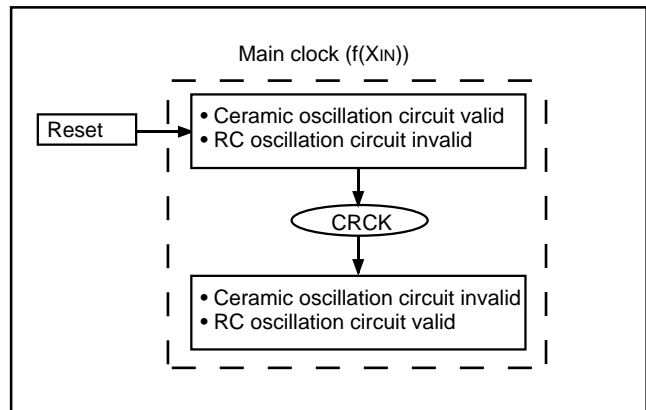 Main clock (f(XIN))
Reset
• Ceramic oscillation circuit valid
• RC oscillation circuit invalid
CRCK
• Ceramic oscillation circuit invalid
• RC oscillation circuit valid